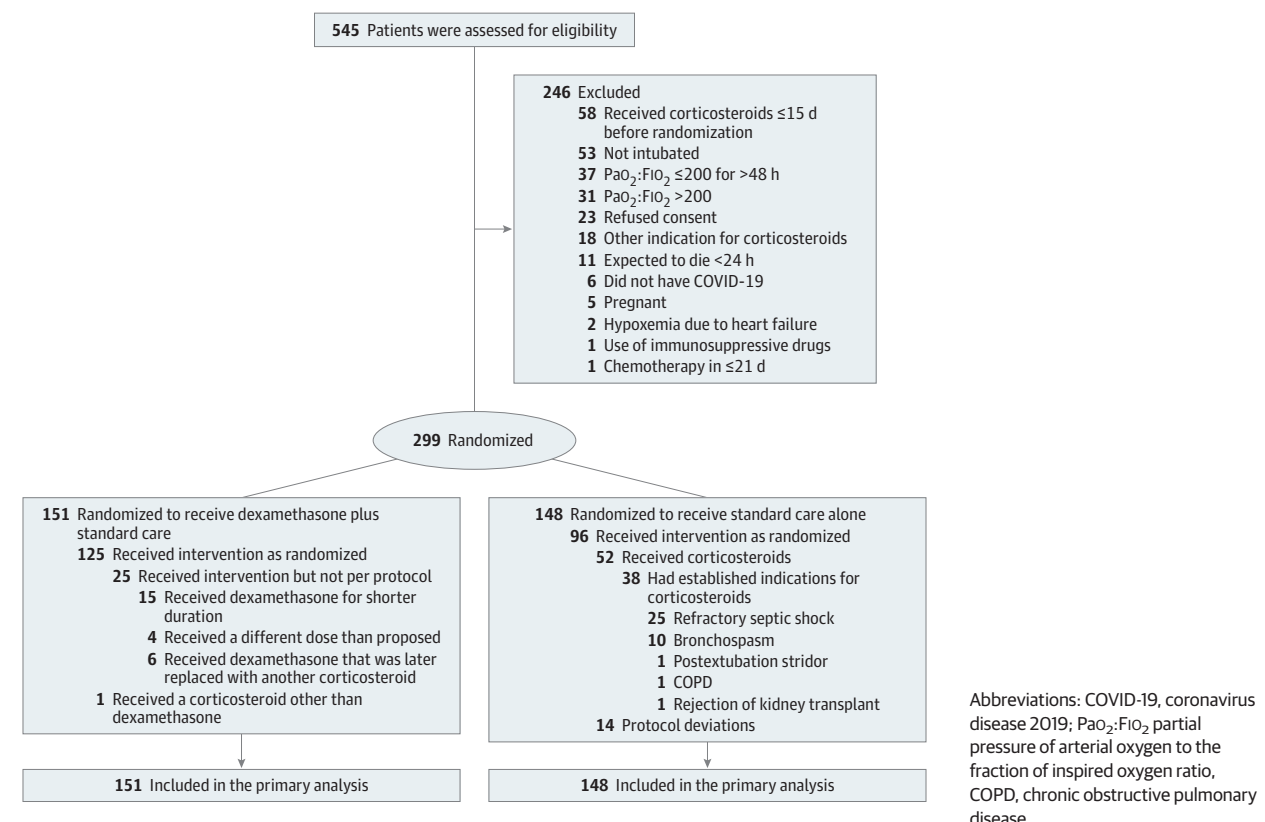 545 Patients were assessed for eligibility
246 Excluded
58 Received corticosteroids ≤15 d
before randomization
53 Not intubated
37 PaO2:FIO2 ≤200 for >48 h
31 PaO2:FIO2 >200
23 Refused consent
18 Other indication for corticosteroids
11 Expected to die <24 h
6 Did not have COVID-19
5 Pregnant
2 Hypoxemia due to heart failure
1 Use of immunosuppressive drugs
1 Chemotherapy in ≤21 d
299 Randomized
151 Randomized to receive dexamethasone plus
standard care
125 Received intervention as randomized
25 Received intervention but not per protocol
15 Received dexamethasone for shorter
duration
4 Received a different dose than proposed
6 Received dexamethasone that was later
replaced with another corticosteroid
1 Received a corticosteroid other than
dexamethasone
148 Randomized to receive standard care alone
96 Received intervention as randomized
52 Received corticosteroids
38 Had established indications for
corticosteroids
25 Refractory septic shock
10 Bronchospasm
1 Postextubation stridor
1 COPD
1 Rejection of kidney transplant
14 Protocol deviations
151 Included in the primary analysis
148 Included in the primary analysis
Abbreviations: COVID-19, coronavirus
disease 2019; PaO2:FIO2 partial
pressure of arterial oxygen to the
fraction of inspired oxygen ratio,
COPD, chronic obstructive pulmonary
disease